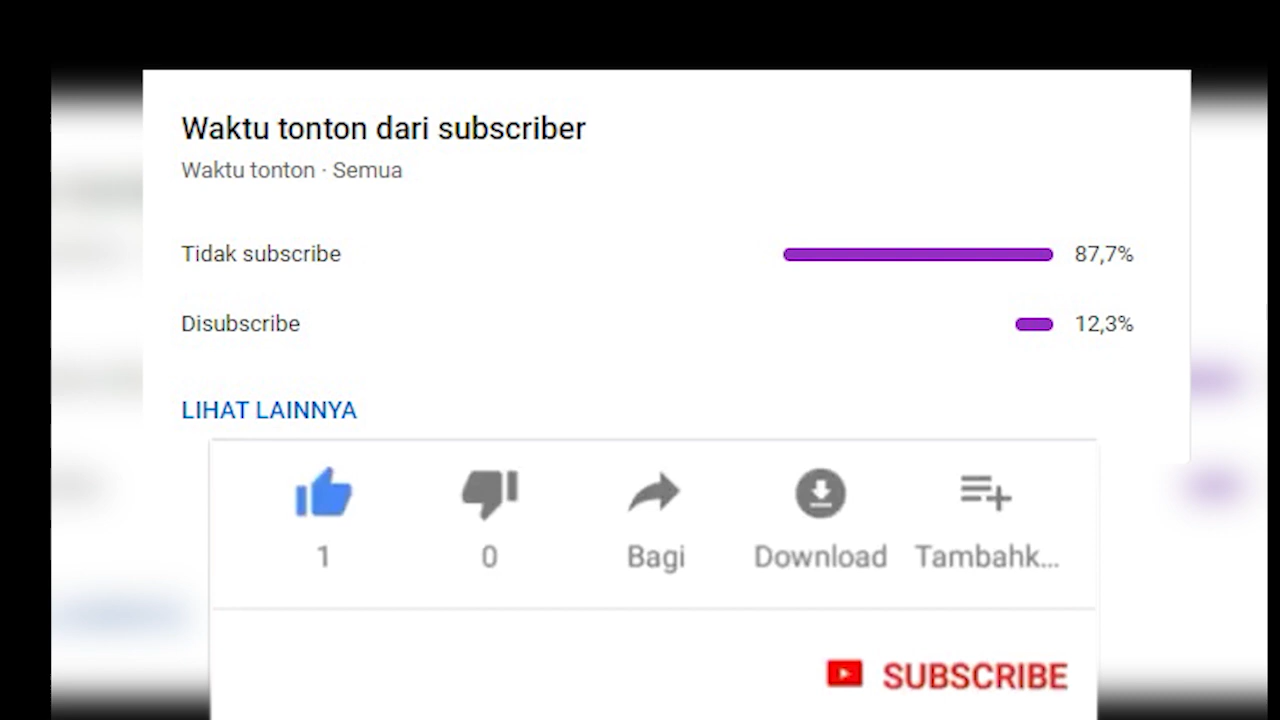 Waktu tonton dari subscriber
Waktu tonton · Semua
Tidak subscribe 87,7%
Disubscribe 12,3%
LIHAT LAINNYA
1 0 Bagi Download Tambahk...
SUBSCRIBE